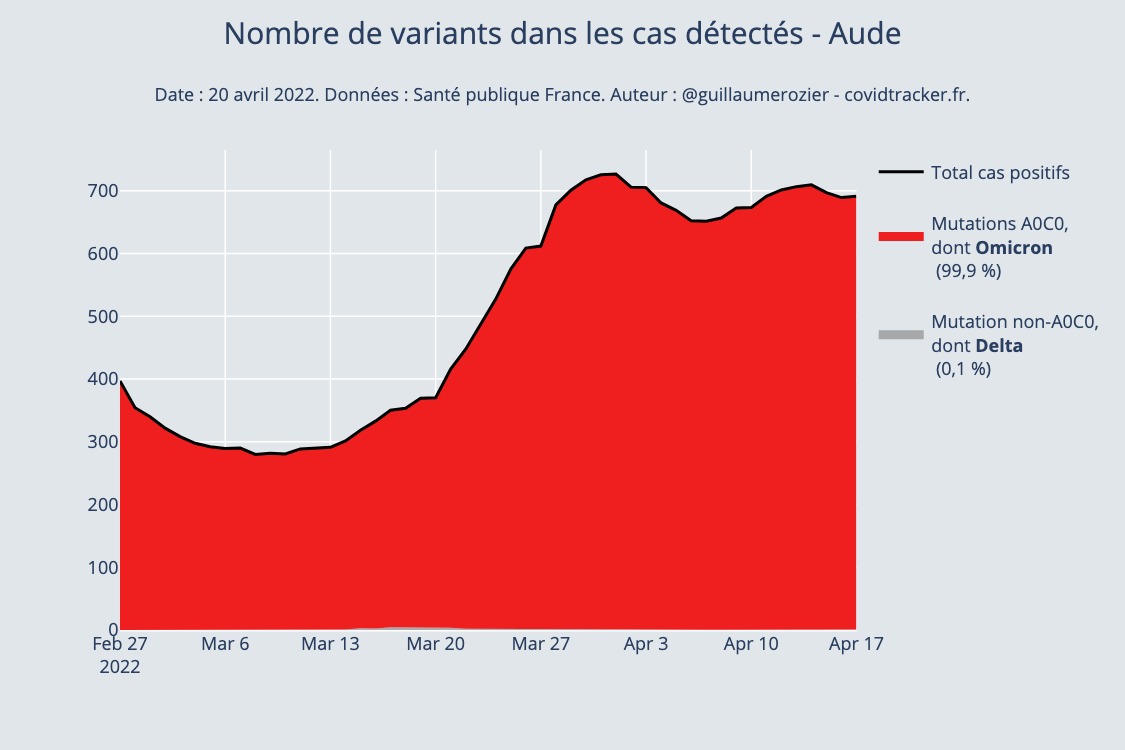 Nombre de variants dans les cas détectés - Aude
Date : 20 avril 2022. Données : Santé publique France. Auteur : @guillaumerozier - covidtracker.fr.
Total cas positifs
Mutations A0C0,
dont Omicron
(99,9 %)
Mutation non-A0C0,
dont Delta
(0,1 %)
700
600
500
400
300
200
100
0
Feb 27 Mar 6 Mar 13 Mar 20 Mar 27 Apr 3 Apr 10 Apr 17
2022